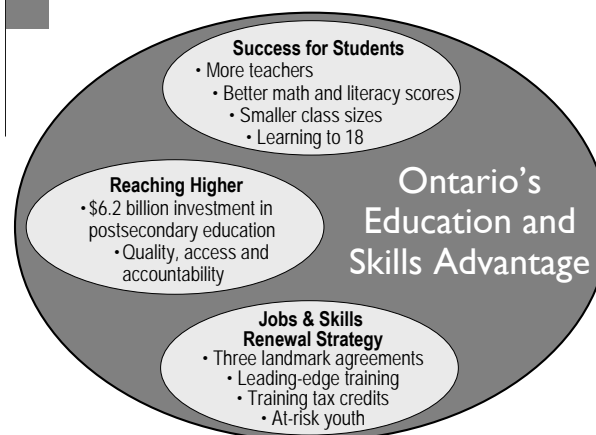 Success for Students
• More teachers
• Better math and literacy scores
• Smaller class sizes
• Learning to 18
Reaching Higher
• $6.2 billion investment in
postsecondary education
• Quality, access and
accountability
Ontario’s
Education and
Skills Advantage
Jobs & Skills
Renewal Strategy
• Three landmark agreements
• Leading-edge training
• Training tax credits
• At-risk youth